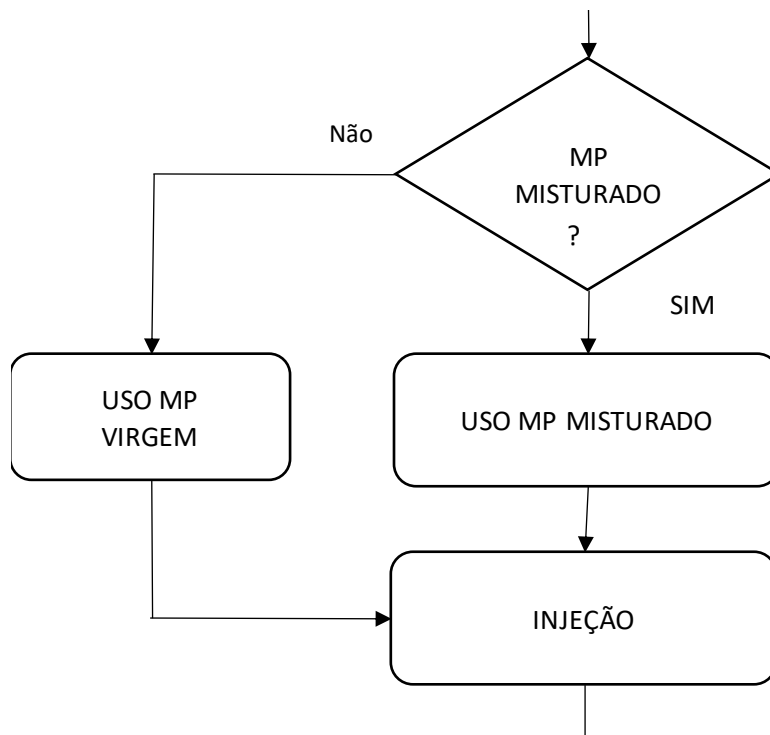 Não
MP
MISTURADO
?
SIM
USO MP
VIRGEM
USO MP MISTURADO
INJEÇÃO